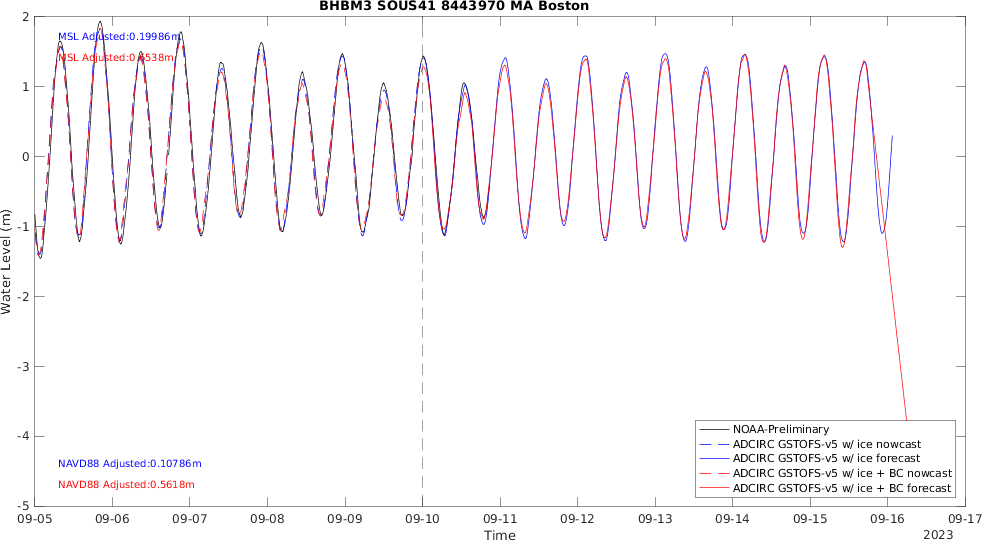 BHBM3 SOUS41 8443970 MA Boston
MSL Adjusted:0.19986m
MSL Adjusted:
2
1
0
-1
-2
-3
-4
-5
Water Level (m)
NAVD88 Adjusted:0.10786m
NAVD88 Adjusted:0.5618m
NOAA-Preliminary
ADCIRC GSTOFS-v5 w/ ice nowcast
ADCIRC GSTOFS-v5 w/ ice forecast
ADCIRC GSTOFS-v5 w/ ice + BC nowcast
ADCIRC GSTOFS-v5 w/ ice + BC forecast
09-05 09-06 09-07 09-08 09-09 09-10 09-11 09-12 09-13 09-14 09-15 09-16 09-17
Time
2023